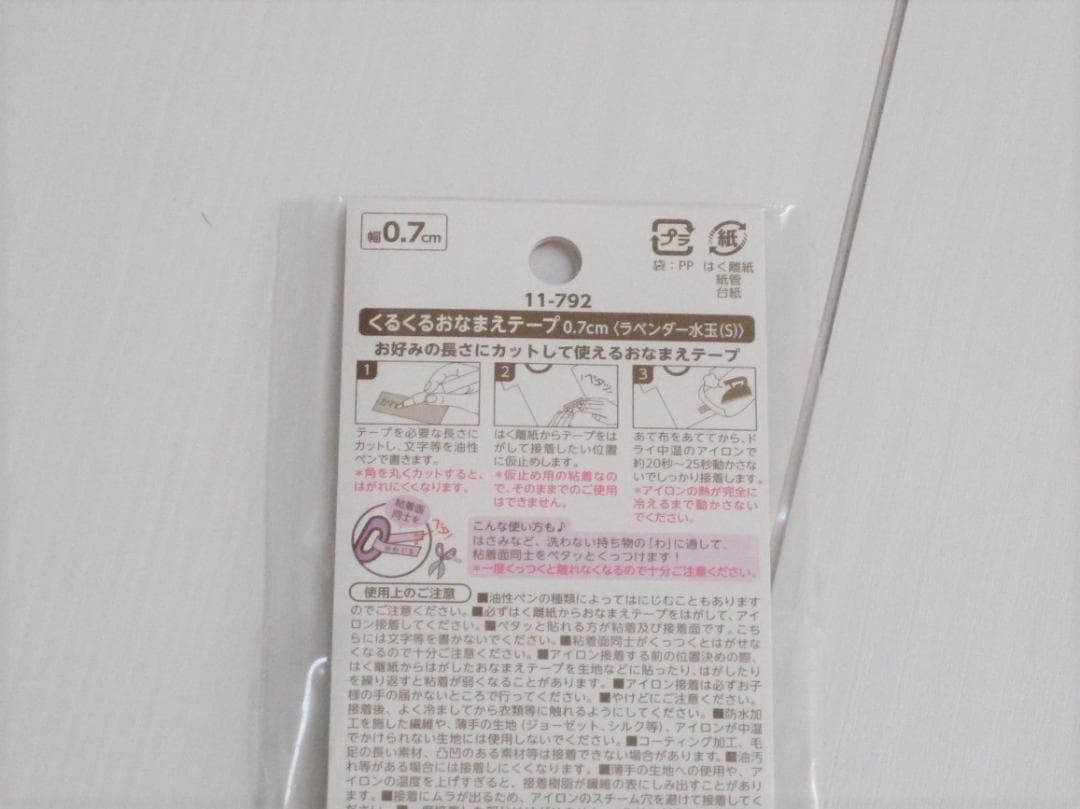 幅0.7cm
プラ
紙
袋：PP
はく離紙
紙管
台紙
11-792
くるくるおなまえテープ 0.7cm〈ラベンダー水玉(S)〉
お好みの長さにカットして使えるおなまえテープ
1
テープを必要な長さに
カットし、文字等を油性
ペンで書きます。
＊角を丸くカットすると、
はがれにくくなります。
2
ペタッ!
はく離紙からテープをは
がして接着したい位置
に仮止めします。
＊仮止め用の粘着なの
で、そのままでのご使用
はできません。
3
あて布をあててから、ド
ライ中温のアイロンで
約20秒〜25秒動かさな
いでしっかり接着します。
＊アイロンの熱が完全に
冷えるまで動かさない
でください。
粘着面
同士を
ペタ!
こんな使い方も♪
はさみなど、洗わない持ち物の「わ」に通して、
粘着面同士をペタッとくっつけます！
＊一度くっつくと離れなくなるので十分ご注意ください。
使用上のご注意
■油性ペンの種類によってはにじむこともあります
のでご注意ください。■必ずはく離紙からおなまえテープをはがして、アイ
ロン接着してください。■ペタッと貼れる方が粘着及び接着面です。こち
らには文字等を書かないでください。■粘着面同士がくっつくとはがせな
くなるので十分ご注意ください。■アイロン接着する前の位置決めの際、
はく離紙からはがしたおなまえテープを生地などに貼ったり、はがしたり
を繰り返すと粘着が弱くなることがあります。■アイロン接着は必ずお子
様の手の届かないところで行ってください。■やけどにご注意ください。
接着後、よく冷ましてから衣類等に触れるようにしてください。■防水加
工を施した繊維や、薄手の生地（ジョーゼット、シルク等）、アイロンが中温
でかけられない生地には使用しないでください。■コーティング加工、毛
足の長い素材、凸凹のある素材等は接着できない場合があります。■油汚
れ等がある場合には接着しにくくなります。■薄手の生地への使用や、ア
イロンの温度を上げすぎると、接着樹脂が繊維の表にしみ出すことがあり
ます。■接着にムラが出るため、アイロンのスチーム穴を避けて接着してく